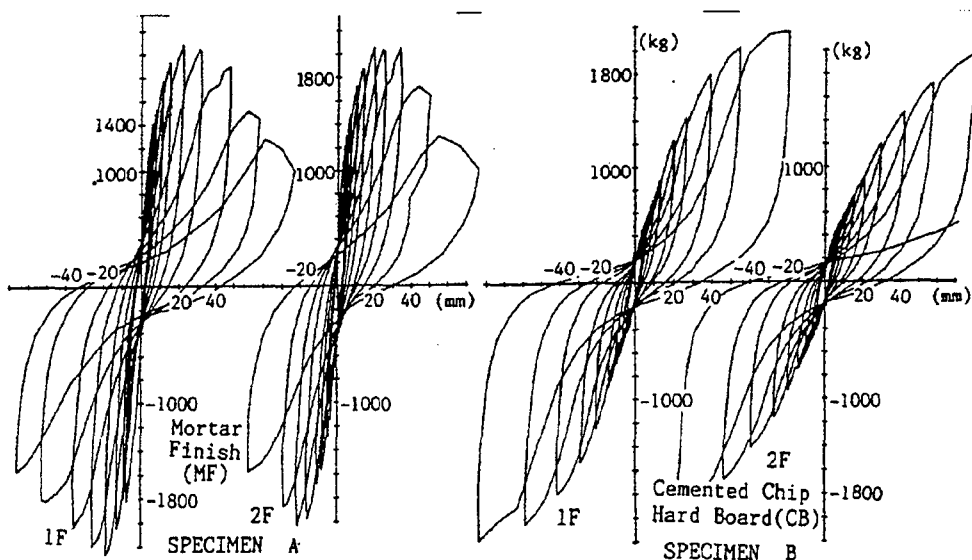 (kg)
(kg)
1800
1400
1000
1800
1000
1800
1000
1000
-40 -20
20 40 (mm)
-20
20 40 (mm)
-40 -20
20 40
-40 -20
20 40 (mm)
-1000
-1800
-1000
-1000
-1000
-1800
Mortar
Finish
(MF)
1F
2F
SPECIMEN A
1F
2F
Cemented Chip
Hard Board(CB)
SPECIMEN B